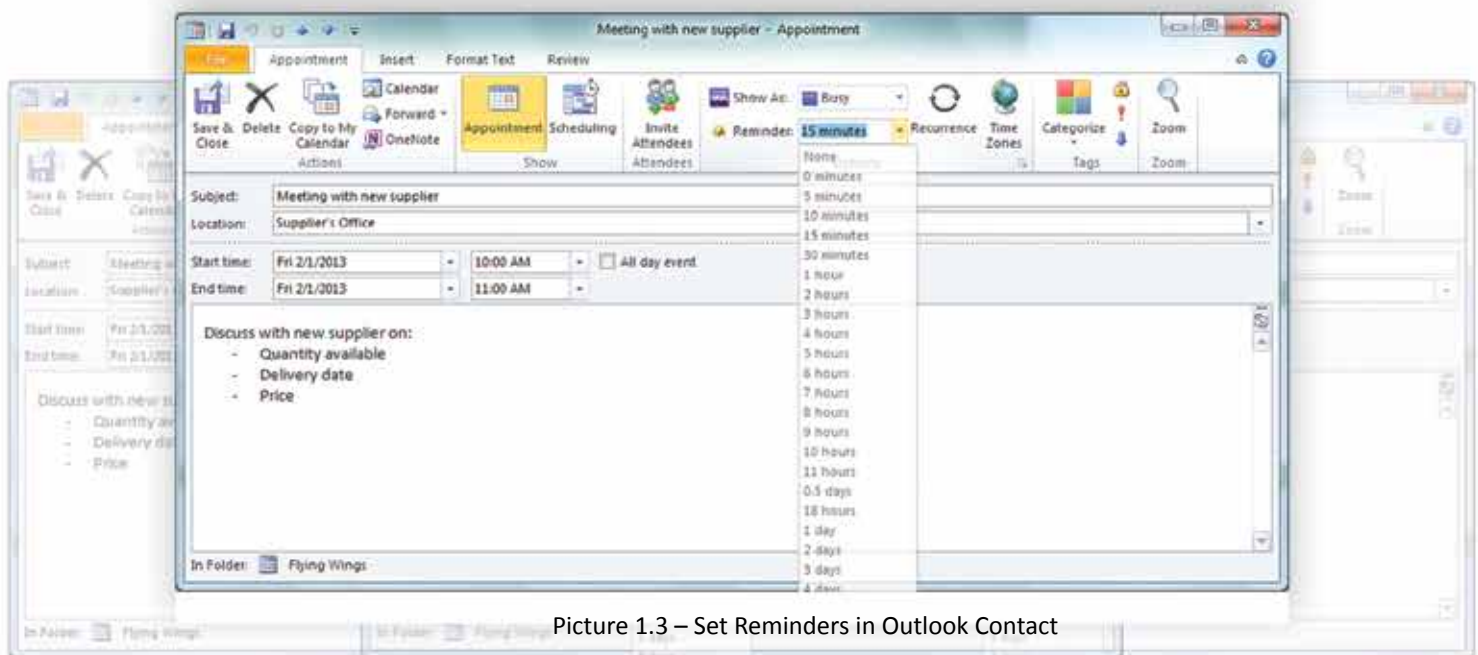 Meeting with new supplier - Appointment
File Appointment Insert Format Text Review
Save & Close Delete Copy to My Calendar Calendar Forward OneNote Appointment Scheduling Invite Attendees Show As: Busy Reminder: 15 minutes Recurrence Time Zones Categorize Zoom
Actions Show Attendees Tags Zoom
Subject: Meeting with new supplier
Location: Supplier's Office
Start time: Fri 2/1/2013 10:00 AM All day event
End time: Fri 2/1/2013 11:00 AM
None
0 minutes
5 minutes
10 minutes
15 minutes
30 minutes
1 hour
2 hours
3 hours
4 hours
5 hours
6 hours
7 hours
8 hours
9 hours
10 hours
11 hours
0.5 days
18 hours
1 day
2 days
3 days
4 days
Discuss with new supplier on:
- Quantity available
- Delivery date
- Price
In Folder: Flying Wings
Picture 1.3 – Set Reminders in Outlook Contact